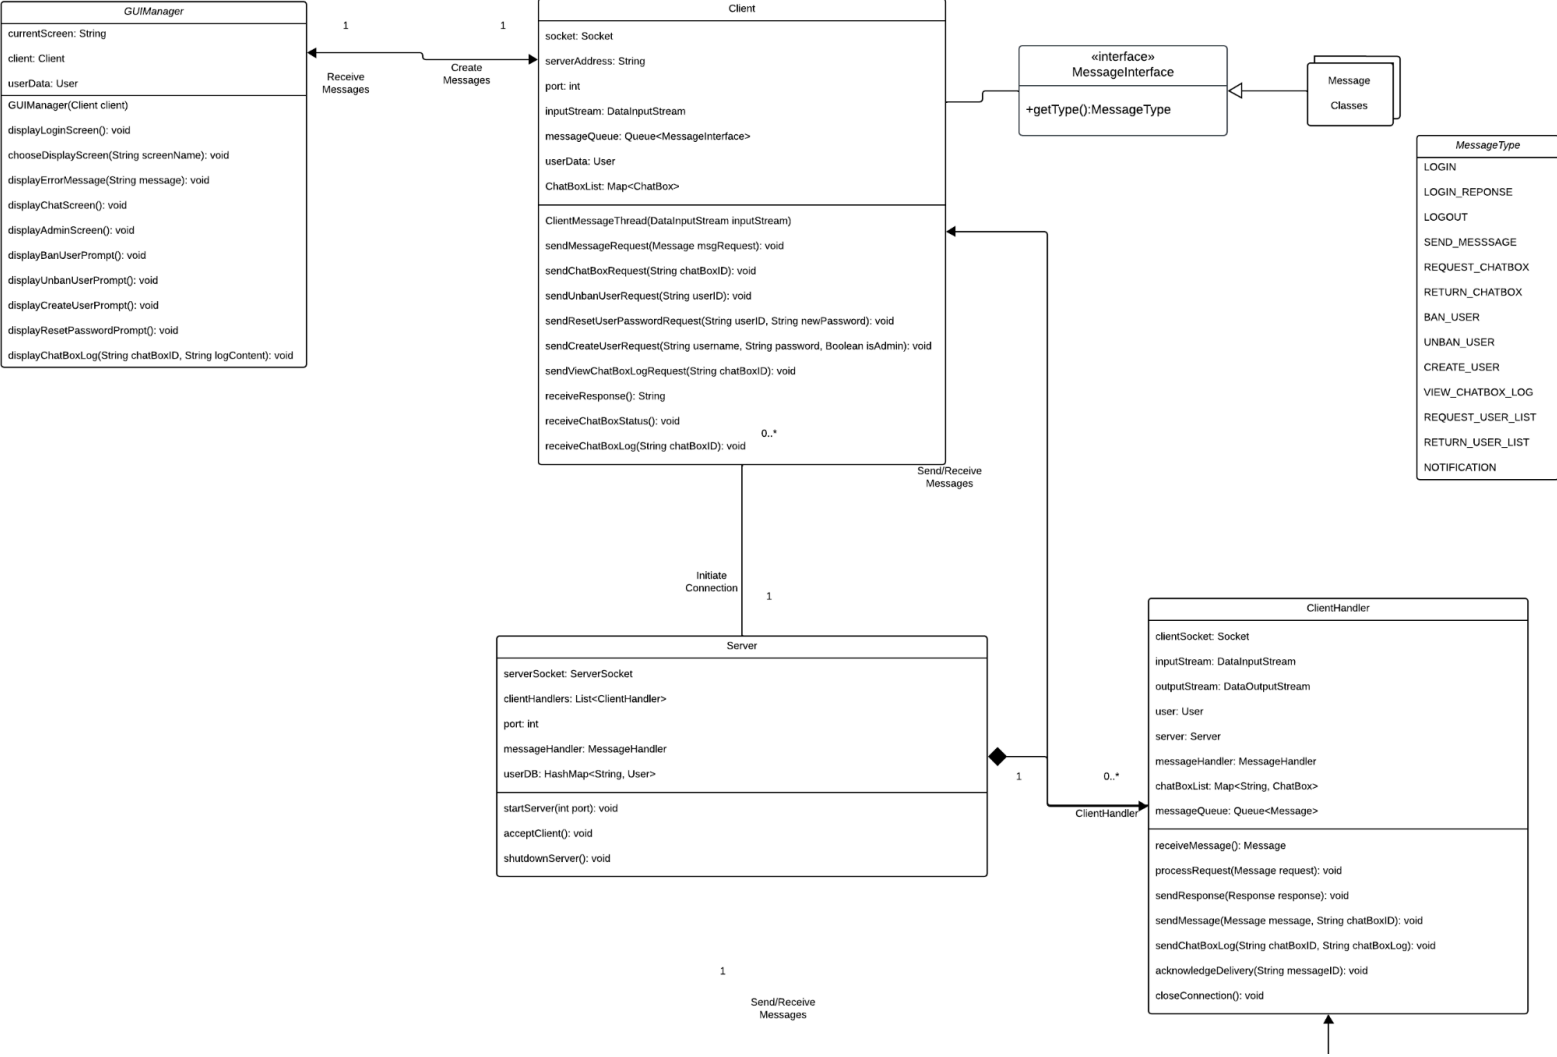 GUIManager
currentScreen: String
client: Client
userData: User
GUIManager(Client client)
displayLoginScreen(): void
chooseDisplayScreen(String screenName): void
displayErrorMessage(String message): void
displayChatScreen(): void
displayAdminScreen(): void
displayBanUserPrompt(): void
displayUnbanUserPrompt(): void
displayCreateUserPrompt(): void
displayResetPasswordPrompt(): void
displayChatBoxLog(String chatBoxID, String logContent): void
1
1
Receive
Messages
Create
Messages
Client
socket: Socket
serverAddress: String
port: int
inputStream: DataInputStream
messageQueue: Queue<MessageInterface>
userData: User
ChatBoxList: Map<ChatBox>
ClientMessageThread(DataInputStream inputStream)
sendMessageRequest(Message msgRequest): void
sendChatBoxRequest(String chatBoxID): void
sendUnbanUserRequest(String userID): void
sendResetUserPasswordRequest(String userID, String newPassword): void
sendCreateUserRequest(String username, String password, Boolean isAdmin): void
sendViewChatBoxLogRequest(String chatBoxID): void
receiveResponse(): String
receiveChatBoxStatus(): void
0..*
receiveChatBoxLog(String chatBoxID): void
«interface»
MessageInterface
+getType():MessageType
Message
Classes
MessageType
LOGIN
LOGIN_REPONSE
LOGOUT
SEND_MESSSAGE
REQUEST_CHATBOX
RETURN_CHATBOX
BAN_USER
UNBAN_USER
CREATE_USER
VIEW_CHATBOX_LOG
REQUEST_USER_LIST
RETURN_USER_LIST
NOTIFICATION
Send/Receive
Messages
Initiate
Connection
1
Server
serverSocket: ServerSocket
clientHandlers: List<ClientHandler>
port: int
messageHandler: MessageHandler
userDB: HashMap<String, User>
startServer(int port): void
acceptClient(): void
shutdownServer(): void
1
0..*
ClientHandler
ClientHandler
clientSocket: Socket
inputStream: DataInputStream
outputStream: DataOutputStream
user: User
server: Server
messageHandler: MessageHandler
chatBoxList: Map<String, ChatBox>
messageQueue: Queue<Message>
receiveMessage(): Message
processRequest(Message request): void
sendResponse(Response response): void
sendMessage(Message message, String chatBoxID): void
sendChatBoxLog(String chatBoxID, String chatBoxLog): void
acknowledgeDelivery(String messageID): void
closeConnection(): void
1
Send/Receive
Messages